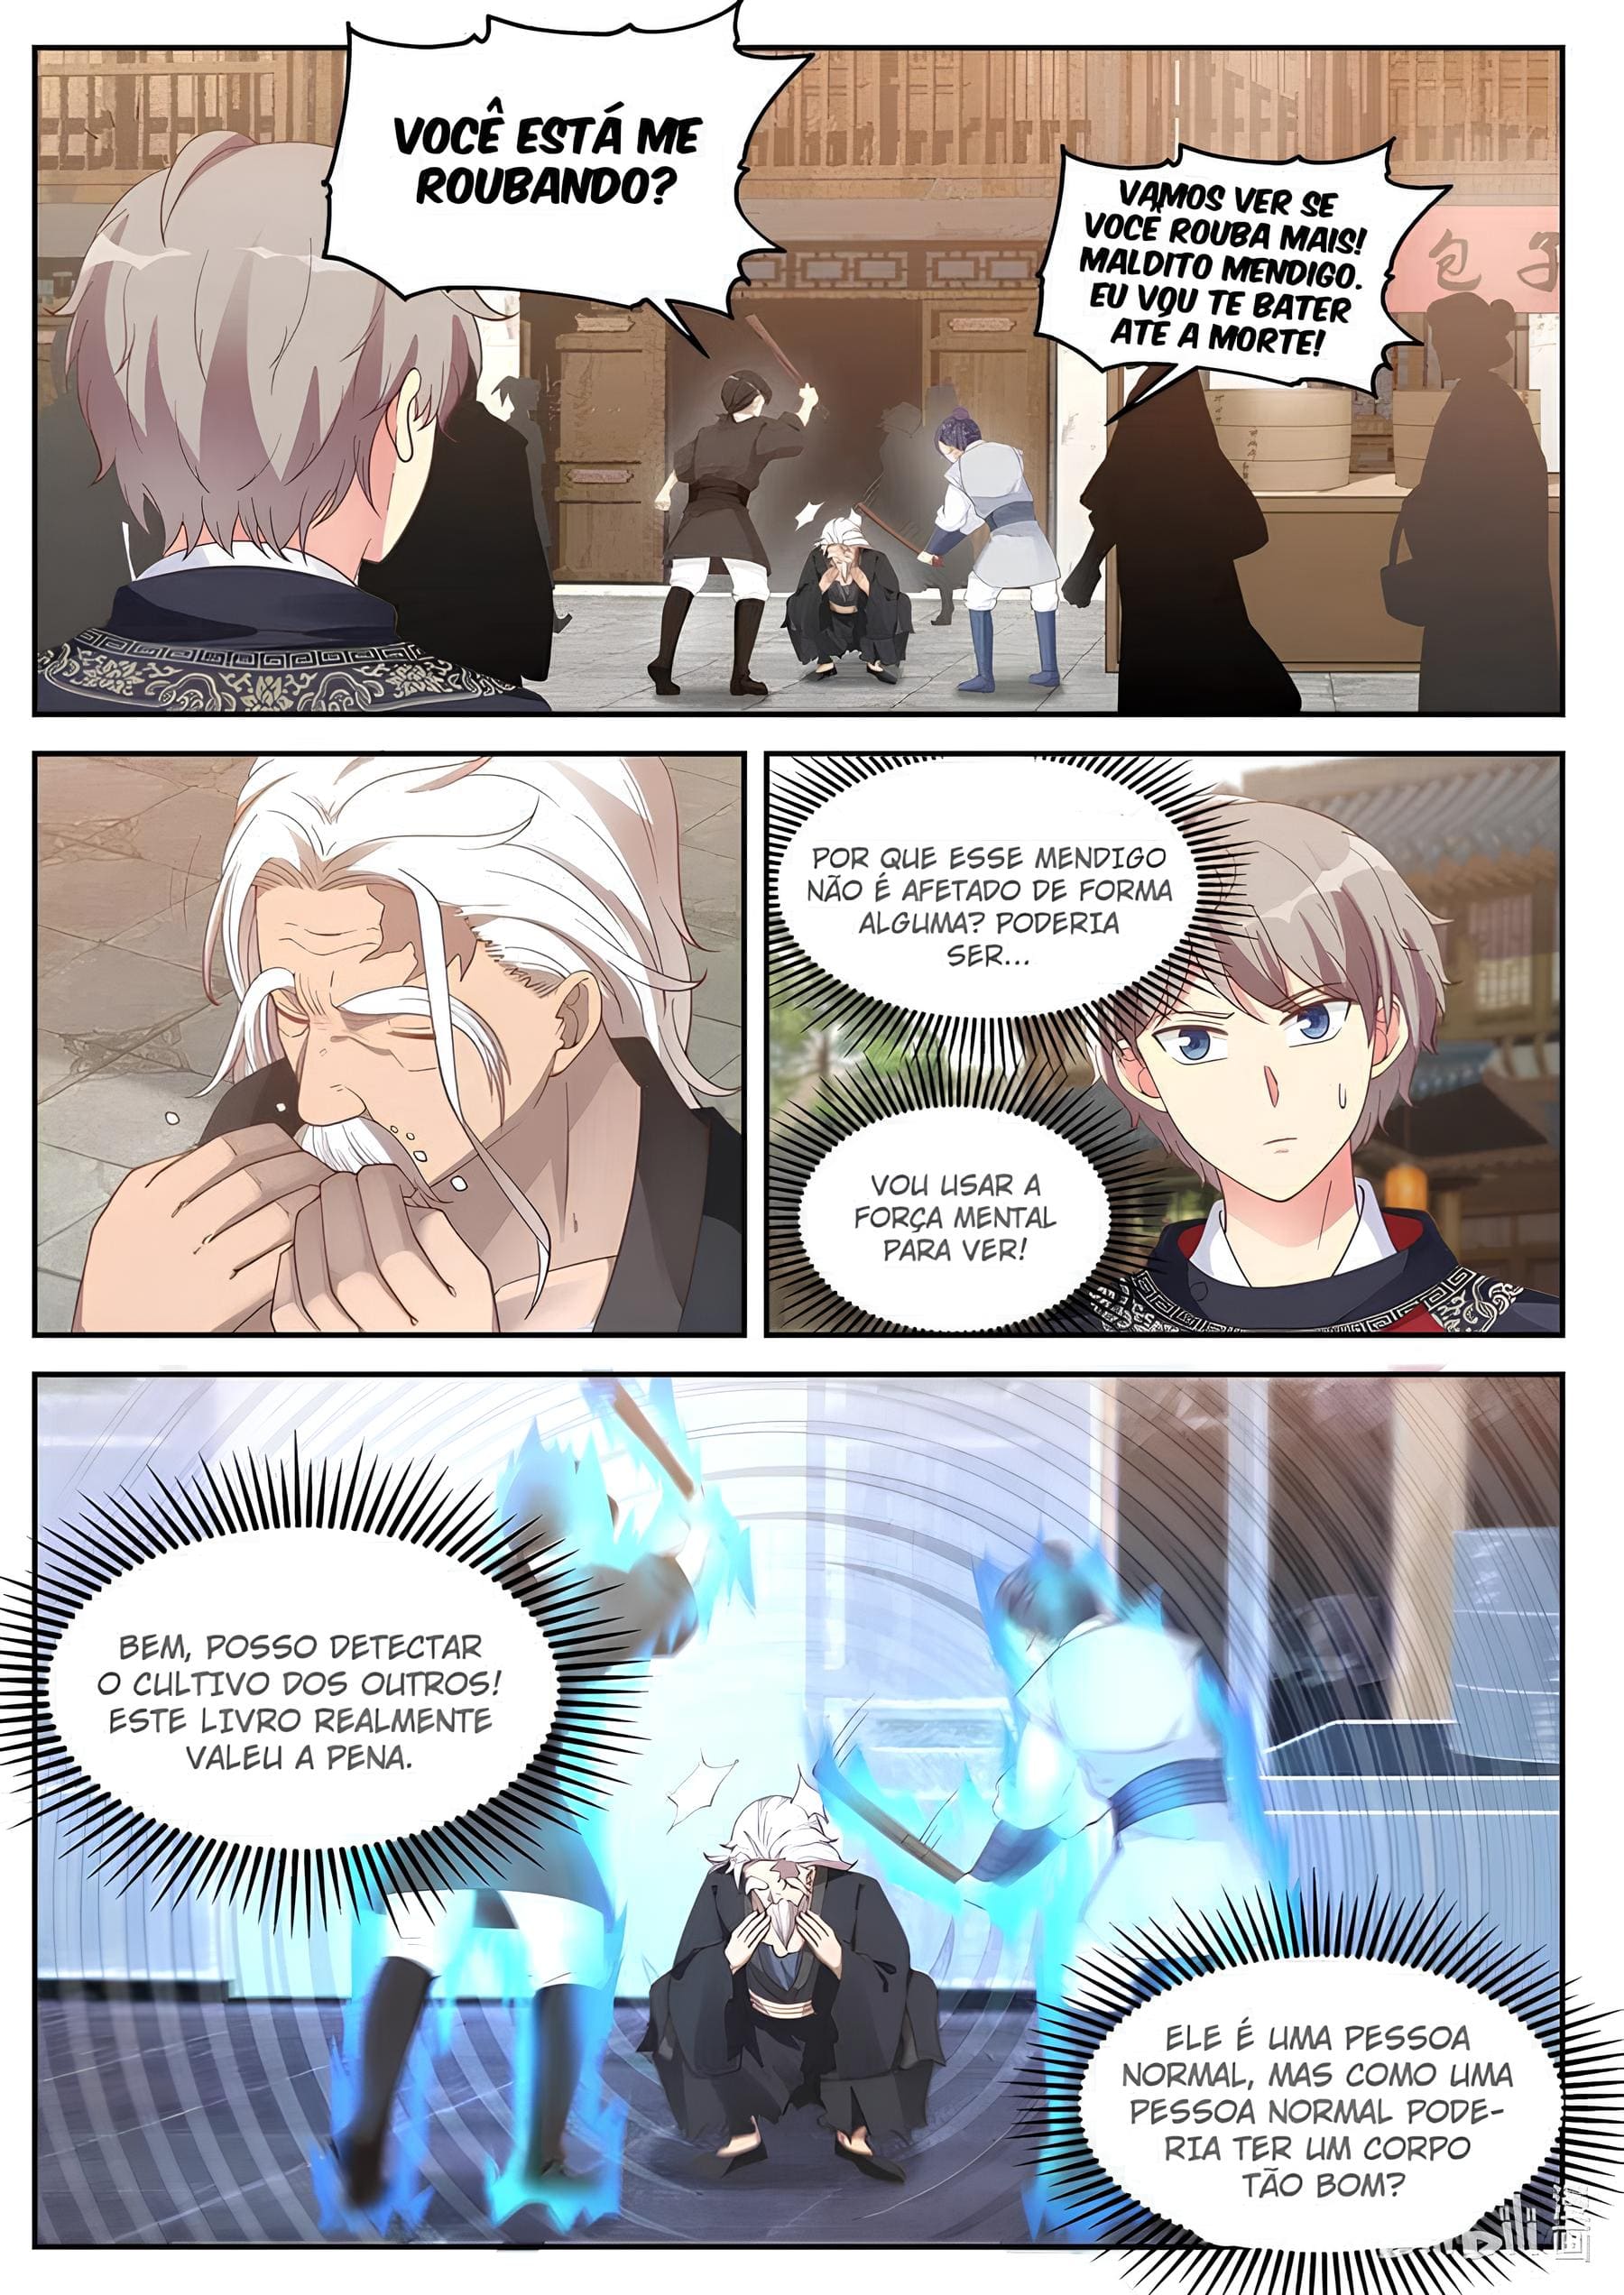 VOCÊ ESTÁ ME
ROUBANDO?
VAMOS VER SE
VOCÊ ROUBA MAIS!
MALDITO MENDIGO.
EU VOU TE BATER
ATÉ A MORTE!
包子
POR QUE ESSE MENDIGO
NÃO É AFETADO DE FORMA
ALGUMA? PODERIA
SER...
VOU USAR A
FORÇA MENTAL
PARA VER!
BEM, POSSO DETECTAR
O CULTIVO DOS OUTROS!
ESTE LIVRO REALMENTE
VALEU A PENA.
ELE É UMA PESSOA
NORMAL, MAS COMO UMA
PESSOA NORMAL PODE-
RIA TER UM CORPO
TÃO BOM?